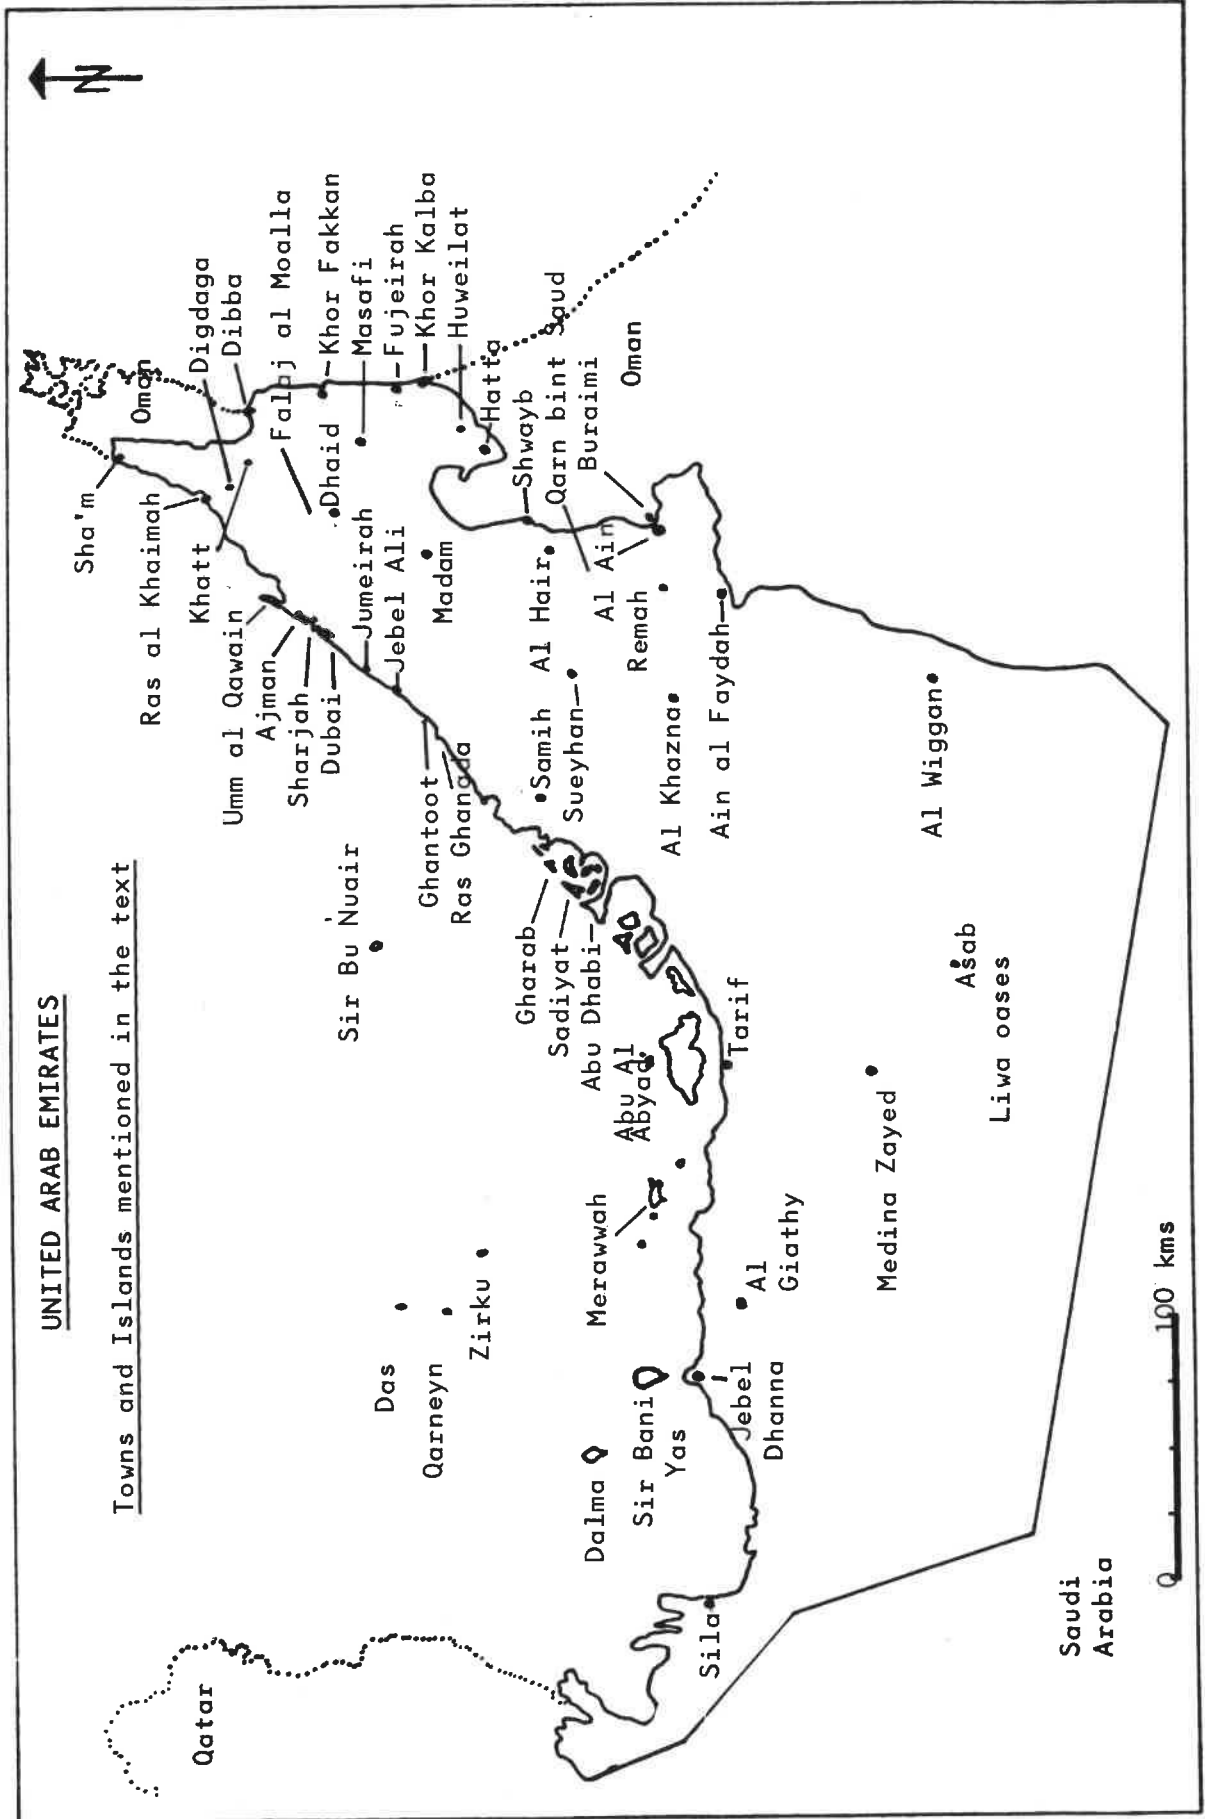 UNITED ARAB EMIRATES
Towns and Islands mentioned in the text
N
Qatar
Oman
Sha'm
Digdaga
Dibba
Ras al Khaimah
Khatt
Falaj al Moalla
Umm al Qawain
Ajman
Sharjah
Dubai
Dhaid
Khor Fakkan
Masafi
Fujeirah
Khor Kalba
Huweilat
Hatta
Jumeirah
Jebel Ali
Madam
Sir Bu Nuair
Ghantoot
Ras Ghanada
Das
Qarneyn
Zirku
Shwayb
Qarn bint Saud
Buraimi
Oman
Samih
Al Hair
Sueyhan
Al Ain
Remah
Gharab
Sadiyat
Abu Dhabi
Abu Al
Abyad
Al Khazna
Ain al Faydah
Merawwah
Dalma
Sir Bani
Yas
Jebel
Dhanna
Al
Giathy
Tarif
Sila
Medina Zayed
Al Wiggan
Asab
Liwa oases
Saudi
Arabia
0
100 kms